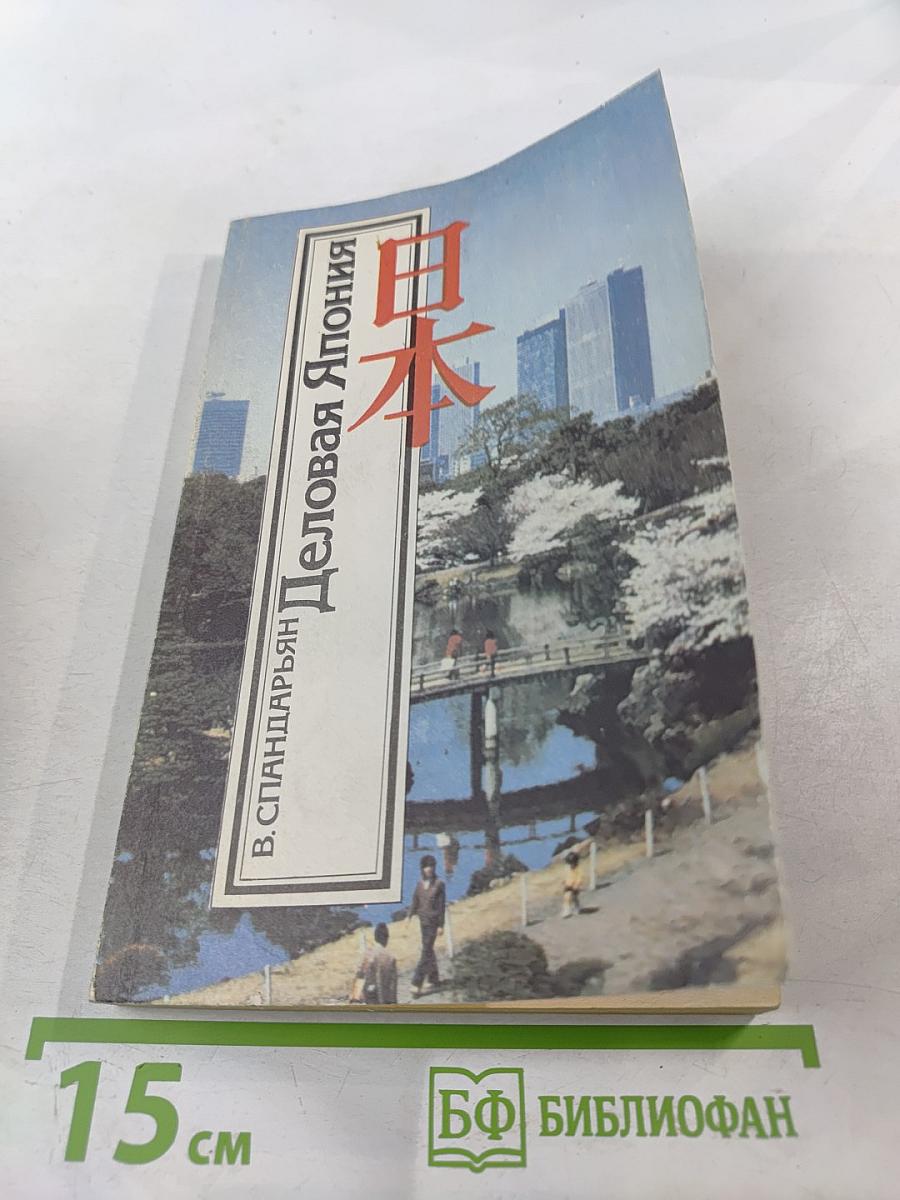 В. СПАНДАРЬЯН
Деловая Япония
日本
15 см
БФ БИБЛИОФАН